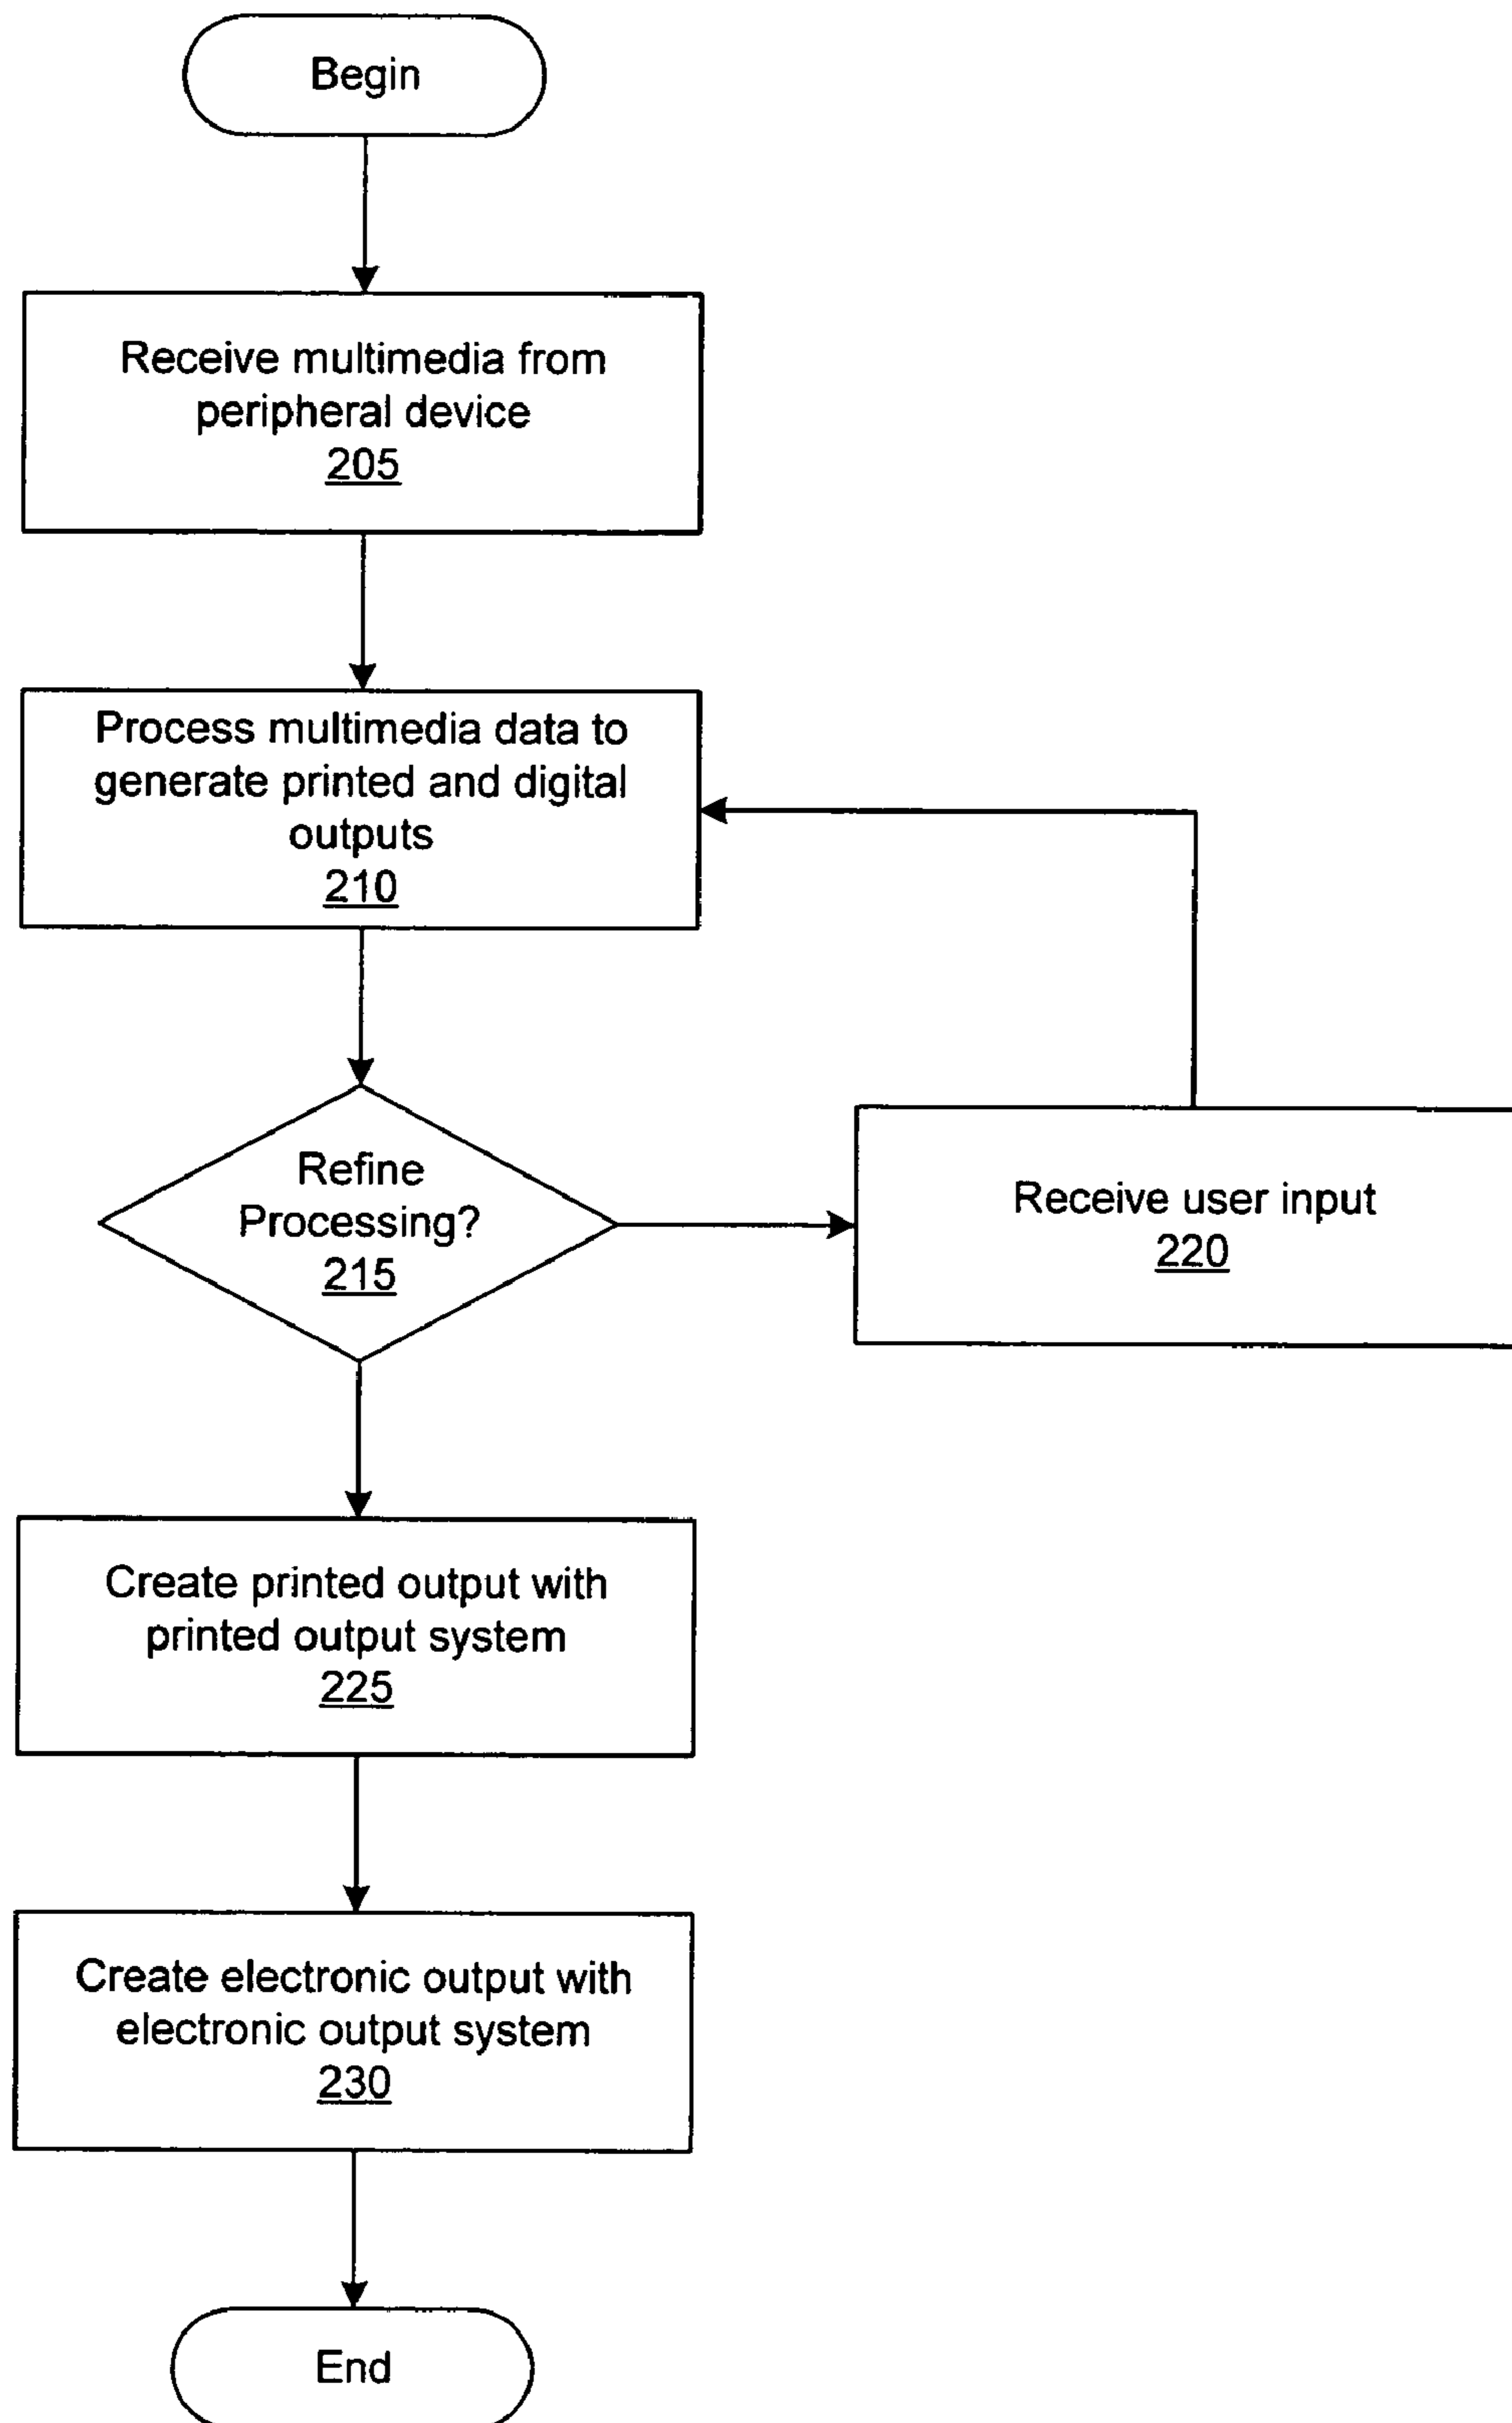 Begin
Receive multimedia from
peripheral device
205
Process multimedia data to
generate printed and digital
outputs
210
Refine
Processing?
215
Receive user input
220
Create printed output with
printed output system
225
Create electronic output with
electronic output system
230
End